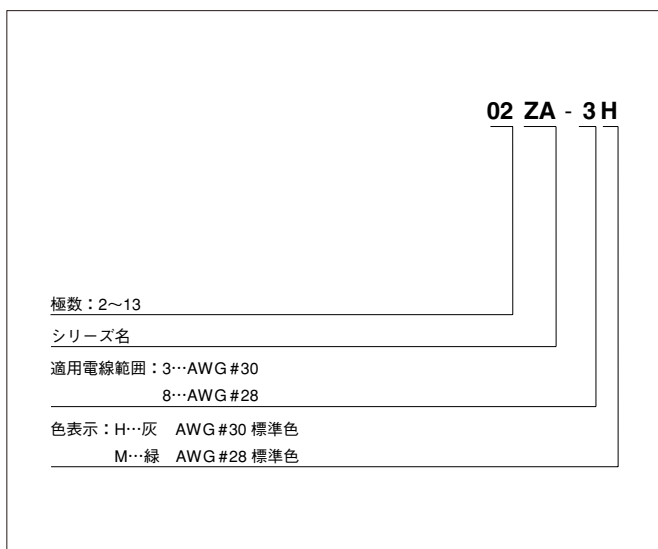 02 ZA - 3 H
極数：2〜13
シリーズ名
適用電線範囲：3…AWG#30
8…AWG#28
色表示：H…灰　AWG#30 標準色
M…緑　AWG#28 標準色